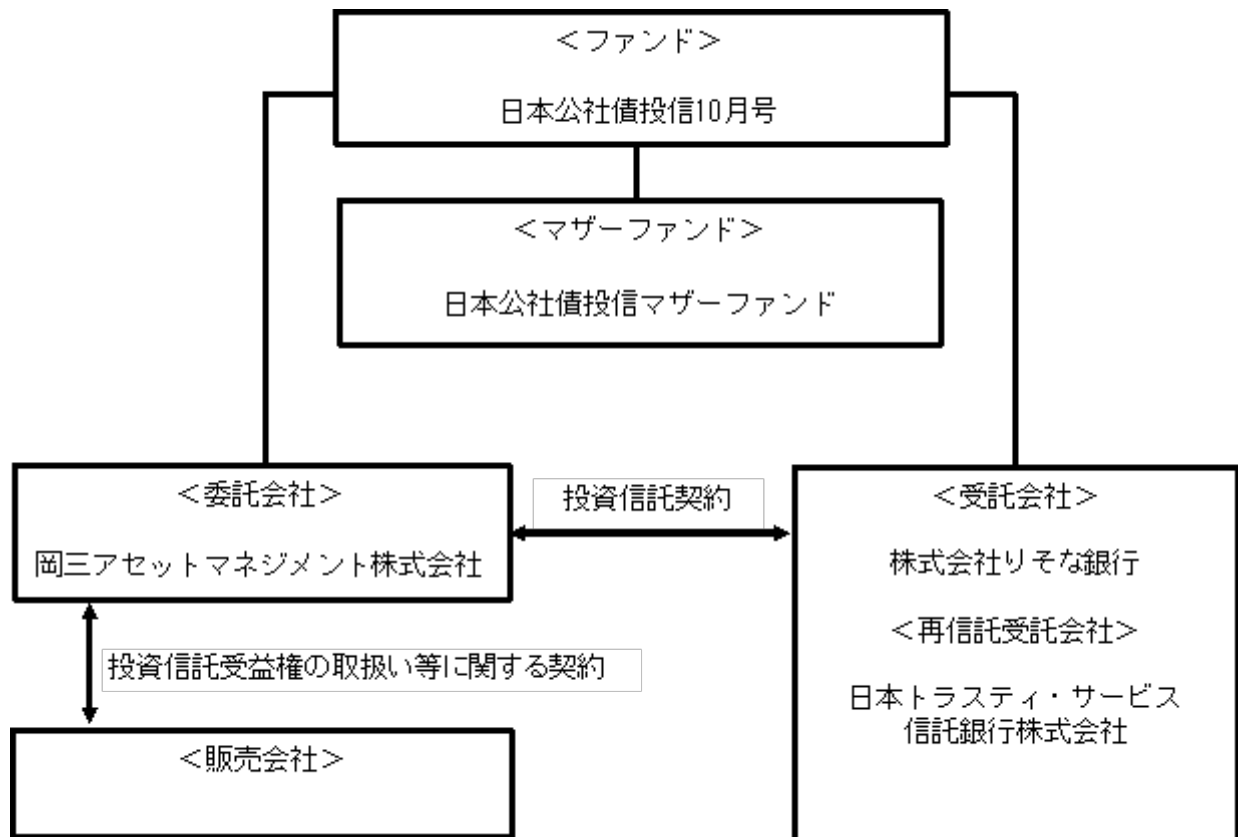 ＜ファンド＞
日本公社債投信10月号
＜マザーファンド＞
日本公社債投信マザーファンド
＜委託会社＞
岡三アセットマネジメント株式会社
投資信託契約
＜受託会社＞
株式会社りそな銀行
＜再信託受託会社＞
日本トラスティ・サービス
信託銀行株式会社
投資信託受益権の取扱い等に関する契約
＜販売会社＞